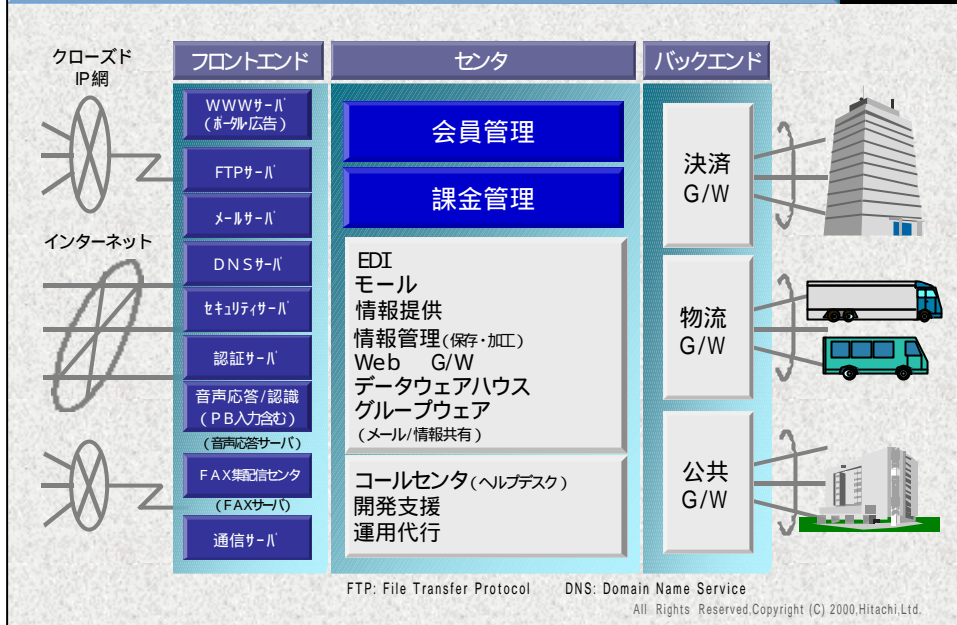 クローズド
IP網
インターネット
フロントエンド
WWWサーバ
(ポータル・広告)
FTPサーバ
メールサーバ
DNSサーバ
セキュリティサーバ
認証サーバ
音声応答/認識
(PB入力含む)
(音声応答サーバ)
FAX集配信センタ
(FAXサーバ)
通信サーバ
センタ
会員管理
課金管理
EDI
モール
情報提供
情報管理(保存・加工)
Web G/W
データウェアハウス
グループウェア
(メール/情報共有)
コールセンタ(ヘルプデスク)
開発支援
運用代行
バックエンド
決済
G/W
物流
G/W
公共
G/W
FTP: File Transfer Protocol DNS: Domain Name Service
All Rights Reserved,Copyright (C) 2000,Hitachi,Ltd.